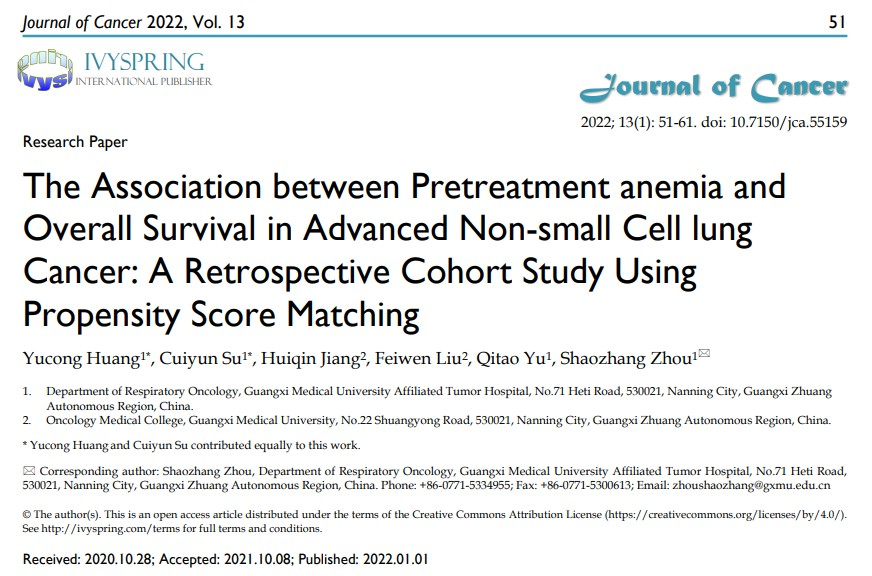 Journal of Cancer 2022, Vol. 13 51
ivys
IVYSPRING
INTERNATIONAL PUBLISHER
Journal of Cancer
2022; 13(1): 51-61. doi: 10.7150/jca.55159
Research Paper
The Association between Pretreatment anemia and
Overall Survival in Advanced Non-small Cell lung
Cancer: A Retrospective Cohort Study Using
Propensity Score Matching
Yucong Huang1*, Cuiyun Su1*, Huiqin Jiang2, Feiwen Liu2, Qitao Yu1, Shaozhang Zhou1✉
1. Department of Respiratory Oncology, Guangxi Medical University Affiliated Tumor Hospital, No.71 Heti Road, 530021, Nanning City, Guangxi Zhuang
Autonomous Region, China.
2. Oncology Medical College, Guangxi Medical University, No.22 Shuangyong Road, 530021, Nanning City, Guangxi Zhuang Autonomous Region, China.
* Yucong Huang and Cuiyun Su contributed equally to this work.
✉ Corresponding author: Shaozhang Zhou, Department of Respiratory Oncology, Guangxi Medical University Affiliated Tumor Hospital, No.71 Heti Road,
530021, Nanning City, Guangxi Zhuang Autonomous Region, China. Phone: +86-0771-5334955; Fax: +86-0771-5300613; Email: zhoushaozhang@gxmu.edu.cn
© The author(s). This is an open access article distributed under the terms of the Creative Commons Attribution License (https://creativecommons.org/licenses/by/4.0/).
See http://ivyspring.com/terms for full terms and conditions.
Received: 2020.10.28; Accepted: 2021.10.08; Published: 2022.01.01